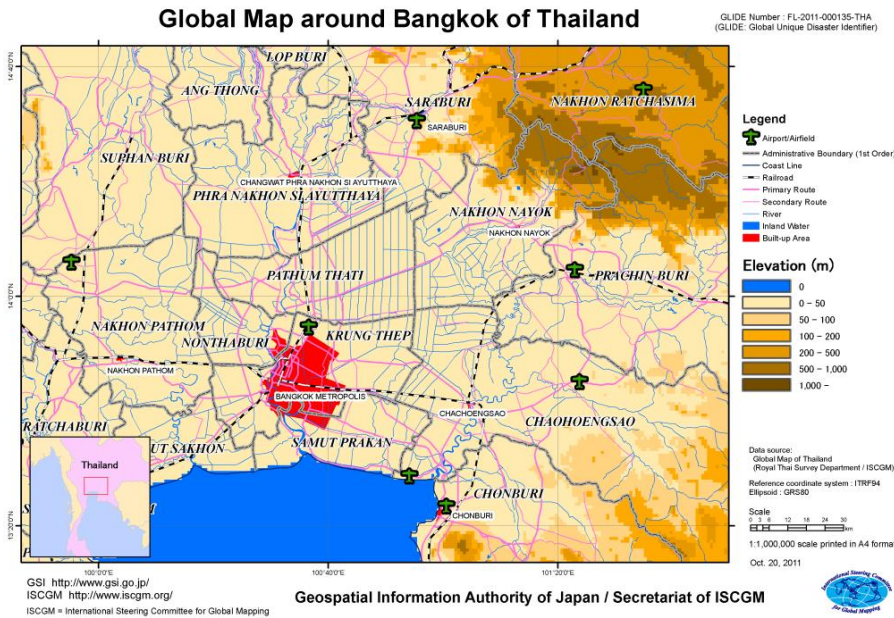 Global Map around Bangkok of Thailand
GLIDE Number : FL-2011-000135-THA
(GLIDE: Global Unique Disaster Identifier)
14°40'N
14°0'N
13°20'N
LOP BURI
ANG THONG
SARABURI
SARABURI
NAKHON RATCHASIMA
SUPHAN BURI
CHANGWAT PHRA NAKHON SI AYUTTHAYA
PHRA NAKHON SI AYUTTHAYA
NAKHON NAYOK
NAKHON NAYOK
PATHUM THATI
PRACHIN BURI
NAKHON PATHOM
NONTHABURI
KRUNG THEP
NAKHON PATHOM
BANGKOK METROPOLIS
CHACHOENGSAO
CHAOHOENGSAO
RATCHABURI
UT SAKHON
SAMUT PRAKAN
CHONBURI
CHONBURI
Thailand
100°0'0"E
100°40'0"E
101°20'0"E
Legend
Airport/Airfield
Administrative Boundary (1st Order)
Coast Line
Railroad
Primary Route
Secondary Route
River
Inland Water
Built-up Area
Elevation (m)
0
0 - 50
50 - 100
100 - 200
200 - 500
500 - 1,000
1,000 -
Data source:
Global Map of Thailand
(Royal Thai Survey Department / ISCGM)
Reference coordinate system : ITRF94
Ellipsoid : GRS80
Scale
0 3 6 12 18 24 30
km
1:1,000,000 scale printed in A4 format
Oct. 20, 2011
GSI http://www.gsi.go.jp/
ISCGM http://www.iscgm.org/
ISCGM = International Steering Committee for Global Mapping
Geospatial Information Authority of Japan / Secretariat of ISCGM
International Steering Committee
for Global Mapping